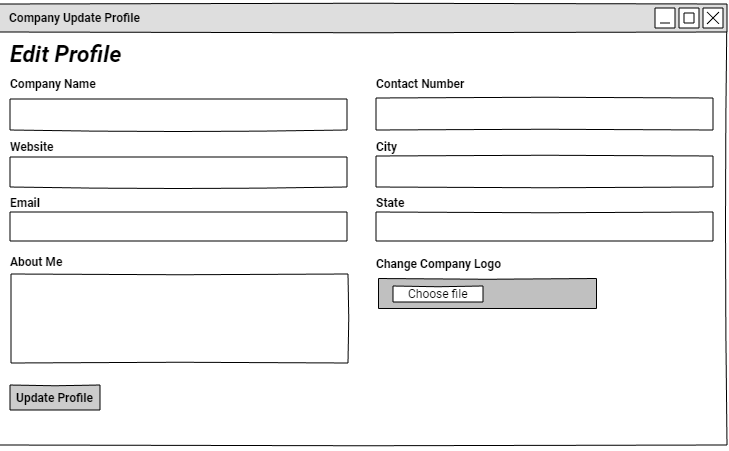 Company Update Profile
Edit Profile
Company Name
Contact Number
Website
City
Email
State
About Me
Change Company Logo
Choose file
Update Profile